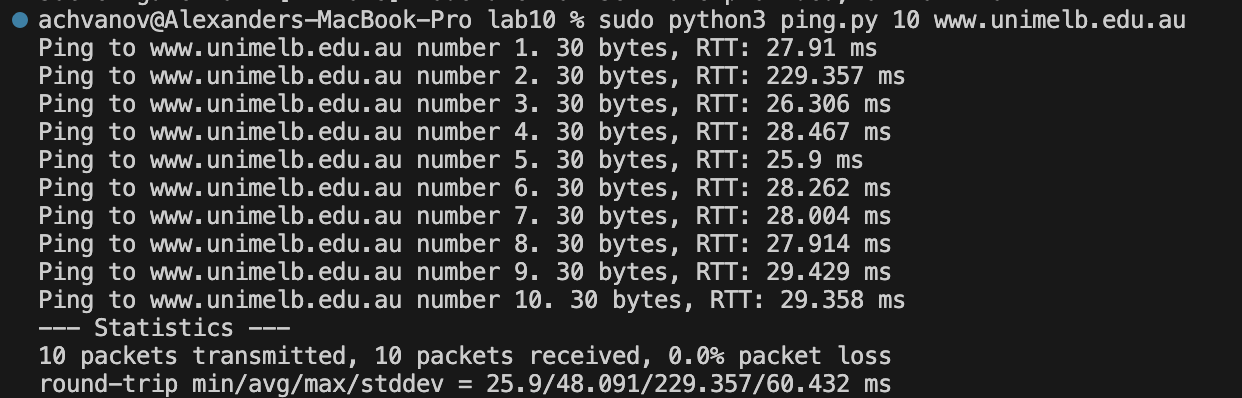 achvanov@Alexanders-MacBook-Pro lab10 % sudo python3 ping.py 10 www.unimelb.edu.au
Ping to www.unimelb.edu.au number 1. 30 bytes, RTT: 27.91 ms
Ping to www.unimelb.edu.au number 2. 30 bytes, RTT: 229.357 ms
Ping to www.unimelb.edu.au number 3. 30 bytes, RTT: 26.306 ms
Ping to www.unimelb.edu.au number 4. 30 bytes, RTT: 28.467 ms
Ping to www.unimelb.edu.au number 5. 30 bytes, RTT: 25.9 ms
Ping to www.unimelb.edu.au number 6. 30 bytes, RTT: 28.262 ms
Ping to www.unimelb.edu.au number 7. 30 bytes, RTT: 28.004 ms
Ping to www.unimelb.edu.au number 8. 30 bytes, RTT: 27.914 ms
Ping to www.unimelb.edu.au number 9. 30 bytes, RTT: 29.429 ms
Ping to www.unimelb.edu.au number 10. 30 bytes, RTT: 29.358 ms
--- Statistics ---
10 packets transmitted, 10 packets received, 0.0% packet loss
round-trip min/avg/max/stddev = 25.9/48.091/229.357/60.432 ms